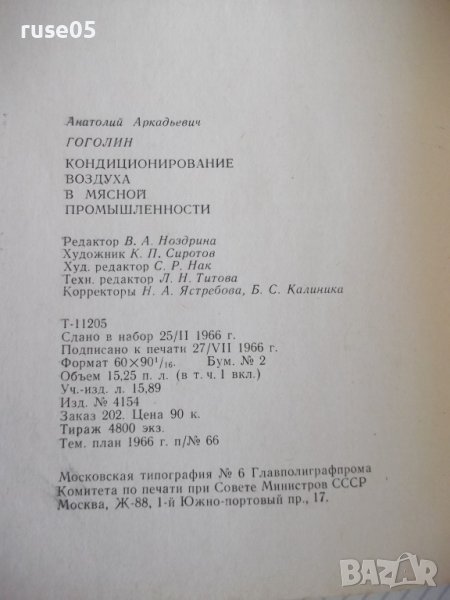 ruse05
Анатолий Аркадьевич
ГОГОЛИН
КОНДИЦИОНИРОВАНИЕ
ВОЗДУХА
В МЯСНОЙ
ПРОМЫШЛЕННОСТИ
Редактор В. А. Ноздрина
Художник К. П. Сиротов
Худ. редактор С. Р. Нак
Техн. редактор Л. Н. Титова
Корректоры Н. А. Ястребова, Б. С. Калиника
Т-11205
Сдано в набор 25/II 1966 г.
Подписано к печати 27/VII 1966 г.
Формат 60×90¹/₁₆. Бум. № 2
Объем 15,25 п. л. (в т. ч. 1 вкл.)
Уч.-изд. л. 15,89
Изд. № 4154
Заказ 202. Цена 90 к.
Тираж 4800 экз.
Тем. план 1966 г. п/№ 66
Московская типография № 6 Главполиграфпрома
Комитета по печати при Совете Министров СССР
Москва, Ж-88, 1-й Южно-портовый пр., 17.
BAZAR